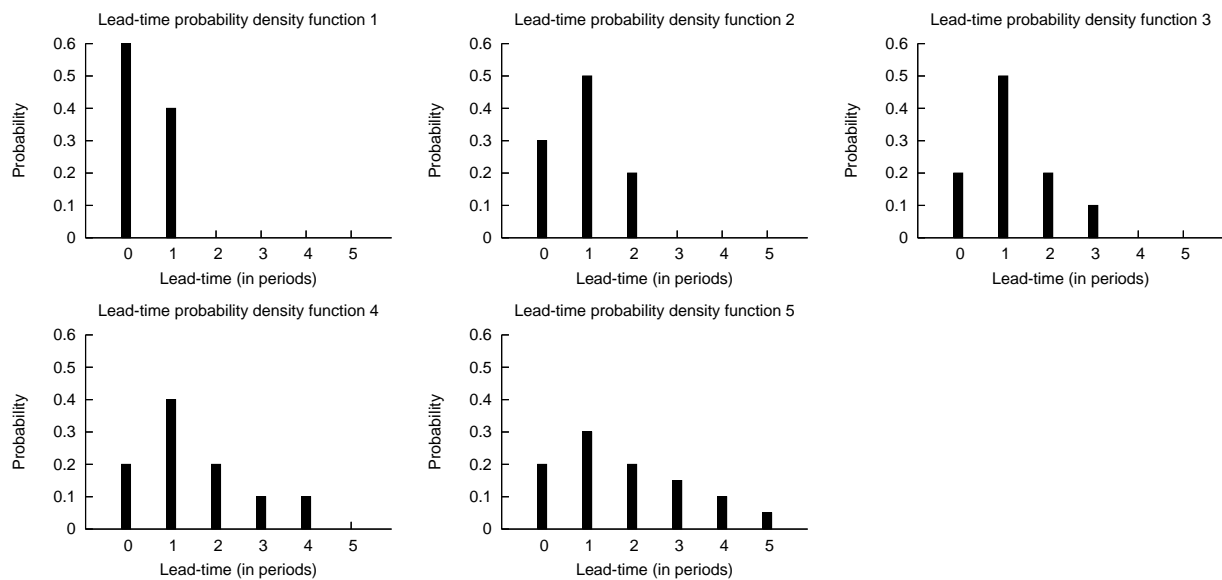 Lead-time probability density function 1
0.6
0.5
0.4
0.3
0.2
0.1
0
Probability
0 1 2 3 4 5
Lead-time (in periods)
Lead-time probability density function 2
0.6
0.5
0.4
0.3
0.2
0.1
0
Probability
0 1 2 3 4 5
Lead-time (in periods)
Lead-time probability density function 3
0.6
0.5
0.4
0.3
0.2
0.1
0
Probability
0 1 2 3 4 5
Lead-time (in periods)
Lead-time probability density function 4
0.6
0.5
0.4
0.3
0.2
0.1
0
Probability
0 1 2 3 4 5
Lead-time (in periods)
Lead-time probability density function 5
0.6
0.5
0.4
0.3
0.2
0.1
0
Probability
0 1 2 3 4 5
Lead-time (in periods)